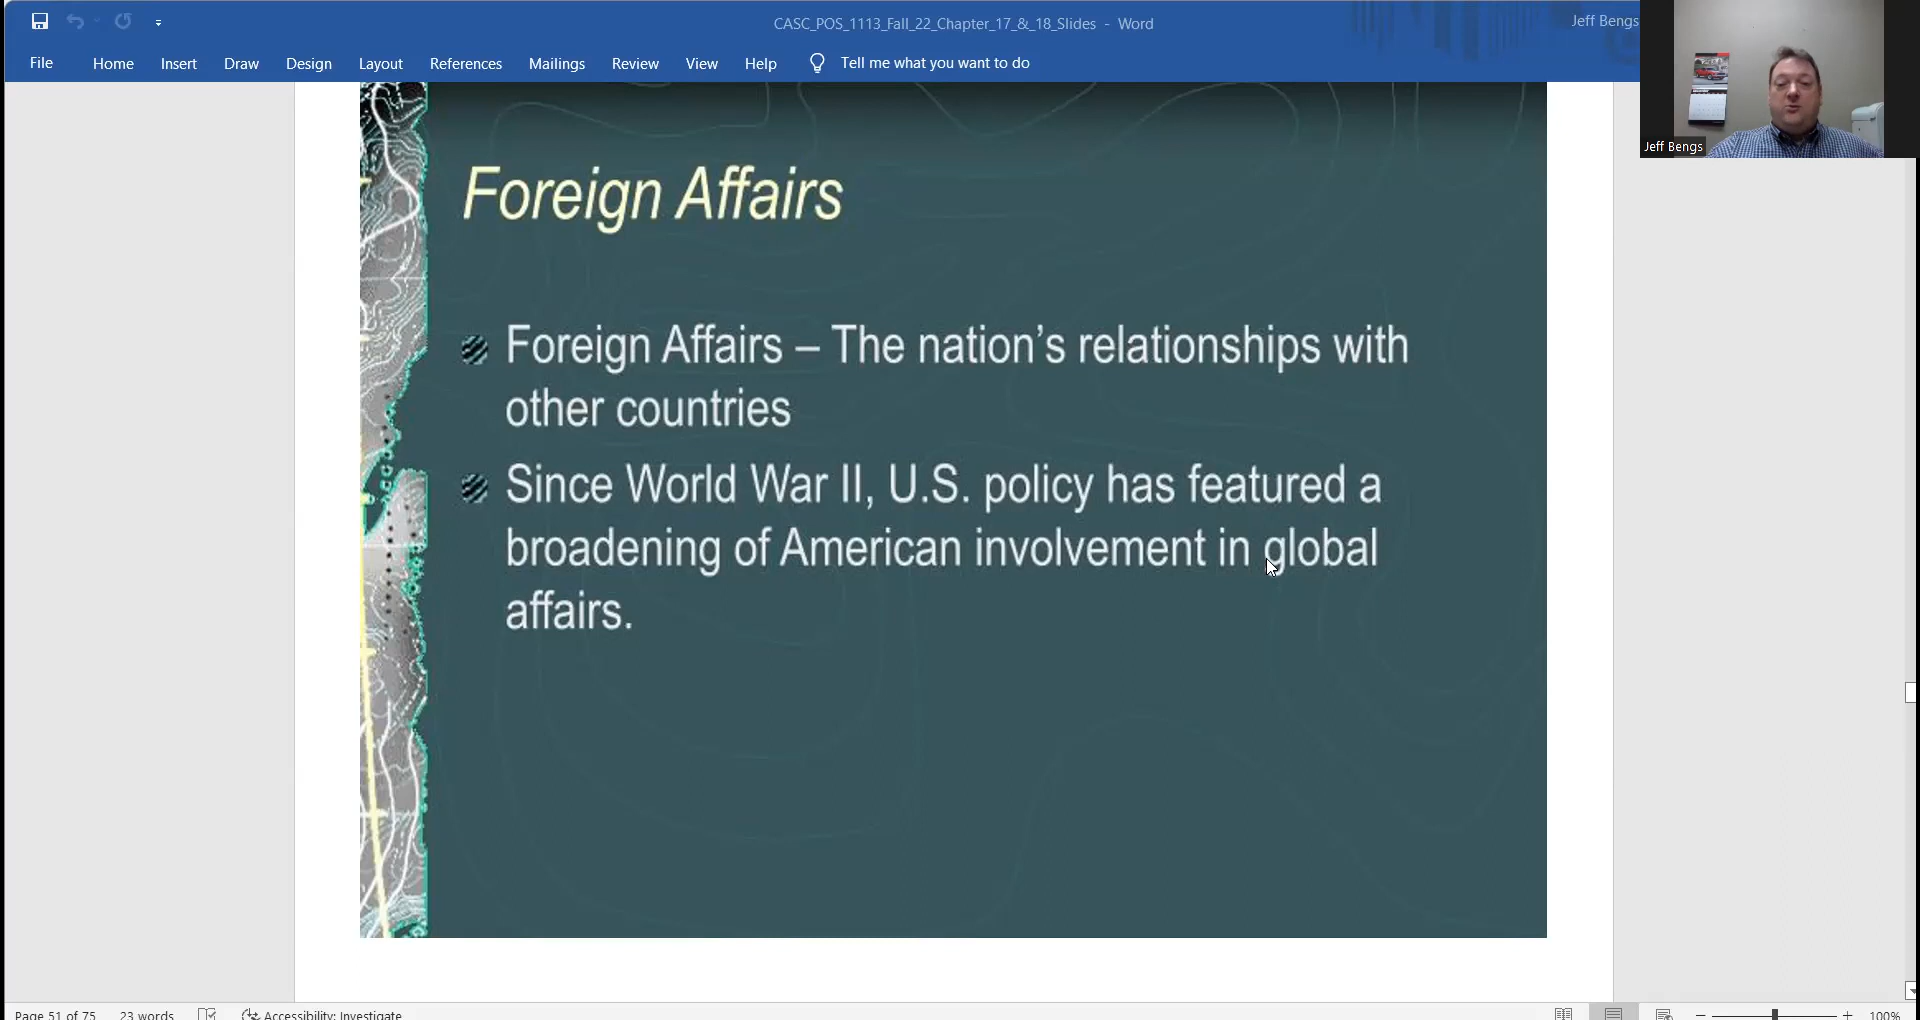 CASC_POS_1113_Fall_22_Chapter_17_&_18_Slides - Word
Jeff Bengs
File Home Insert Draw Design Layout References Mailings Review View Help Tell me what you want to do
Jeff Bengs
Foreign Affairs
Foreign Affairs – The nation’s relationships with
other countries
Since World War II, U.S. policy has featured a
broadening of American involvement in global
affairs.
Page 51 of 75 23 words Accessibility: Investigate 100%